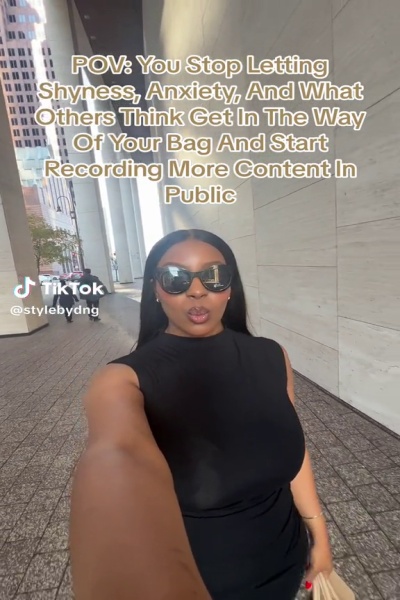 POV: You Stop Letting
Shyness, Anxiety, And What
Others Think Get In The Way
Of Your Bag And Start
Recording More Content In
Public
TikTok
@stylebydng